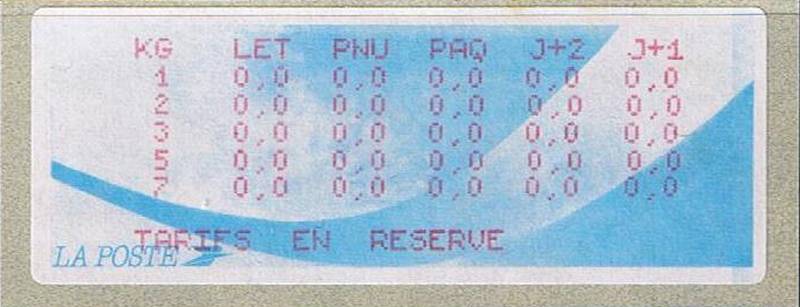 KG LET PNU PAQ J+2 J+1
1 0,0 0,0 0,0 0,0 0,0
2 0,0 0,0 0,0 0,0 0,0
3 0,0 0,0 0,0 0,0 0,0
5 0,0 0,0 0,0 0,0 0,0
7 0,0 0,0 0,0 0,0 0,0
TARIFS EN RESERVE
LA POSTE